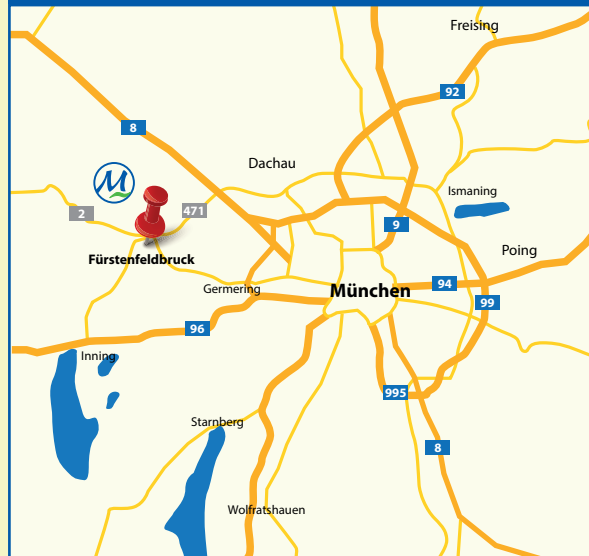 Freising
92
8
Dachau
M
Ismaning
2
471
9
Poing
Fürstenfeldbruck
94
Germering
München
99
96
Inning
995
Starnberg
8
Wolfratshauen